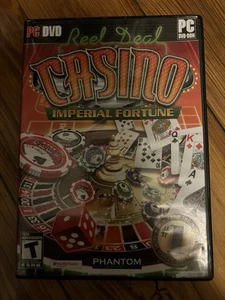 PC DVD
PC
DVD-ROM
Reel Deal
CASINO
IMPERIAL FORTUNE
T
PHANTOM